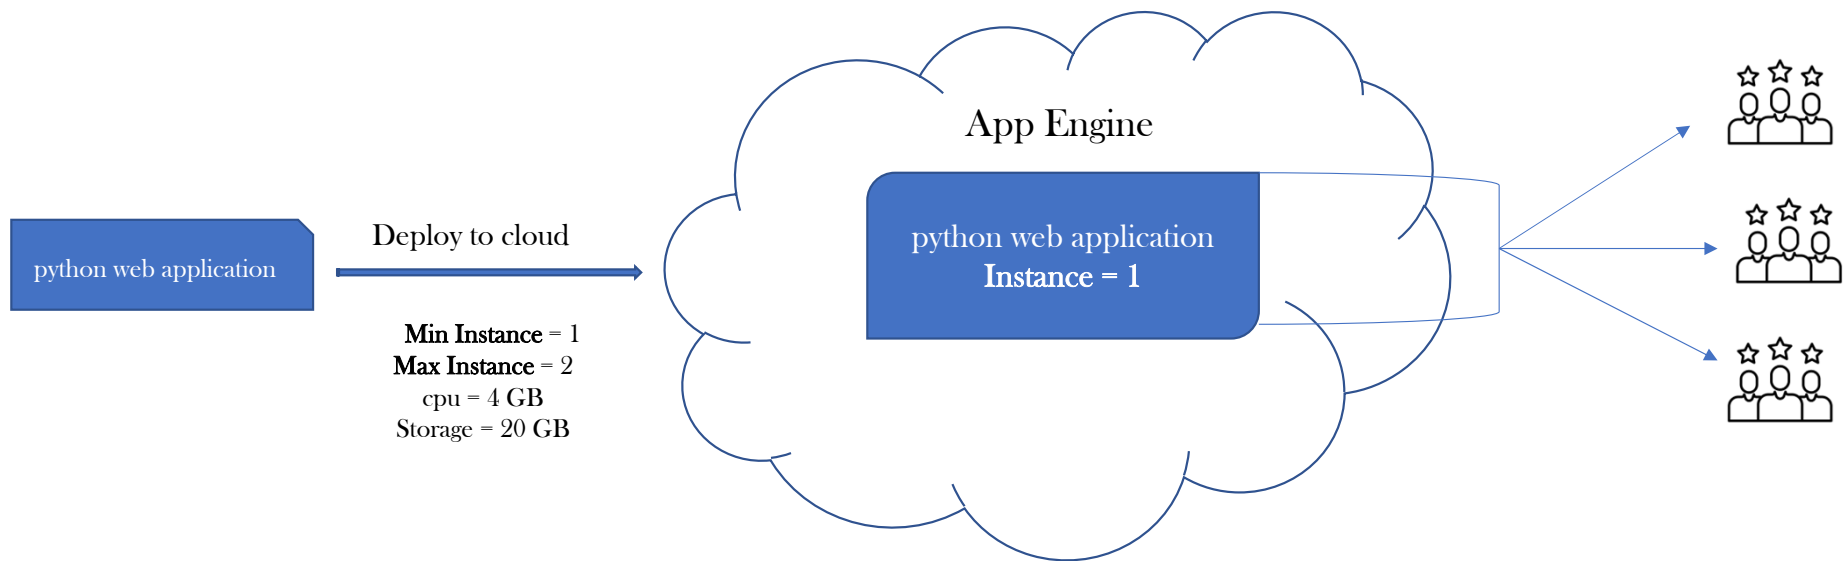 python web application
Deploy to cloud
Min Instance = 1
Max Instance = 2
cpu = 4 GB
Storage = 20 GB
App Engine
python web application
Instance = 1